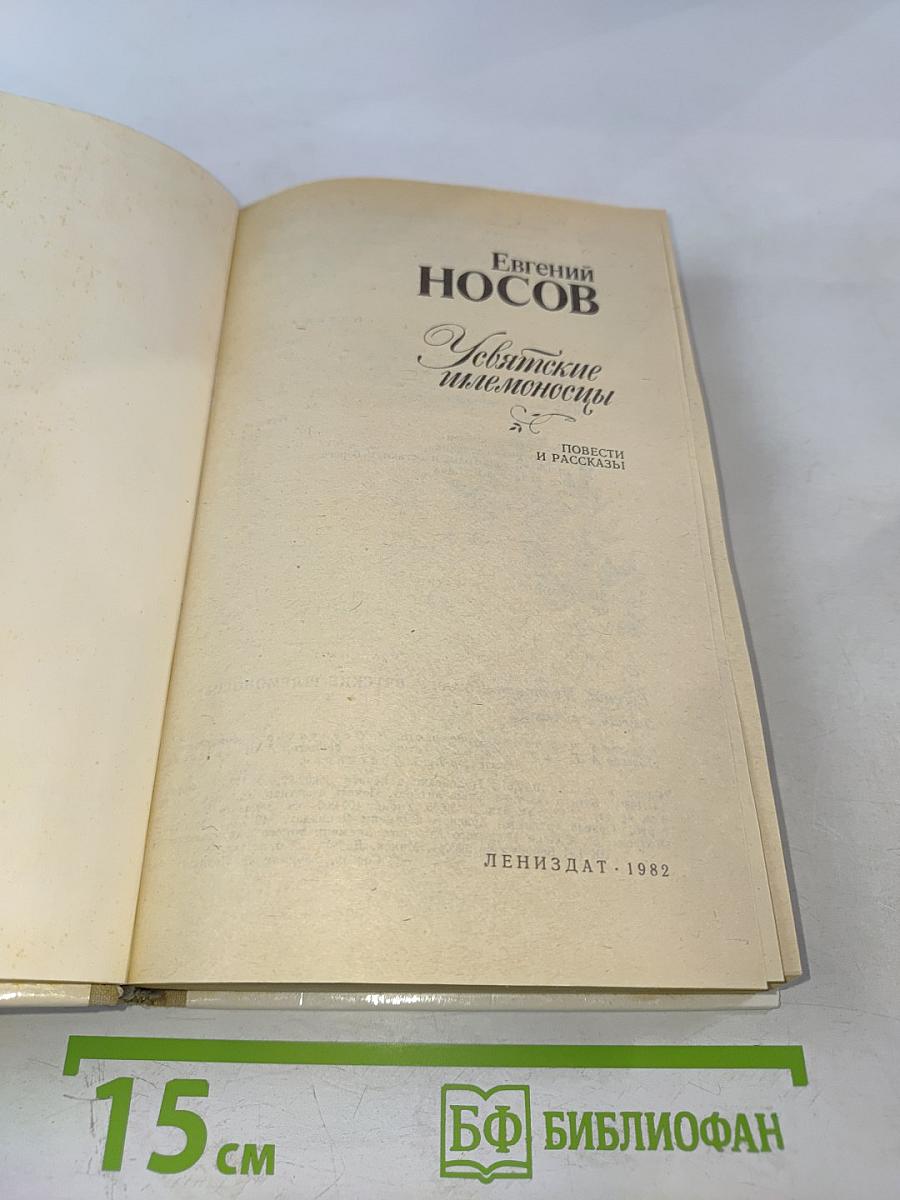 Евгений
НОСОВ
Усвятские
шлемоносцы
ПОВЕСТИ
И РАССКАЗЫ
ЛЕНИЗДАТ · 1982
15 см
БФ БИБЛИОФАН